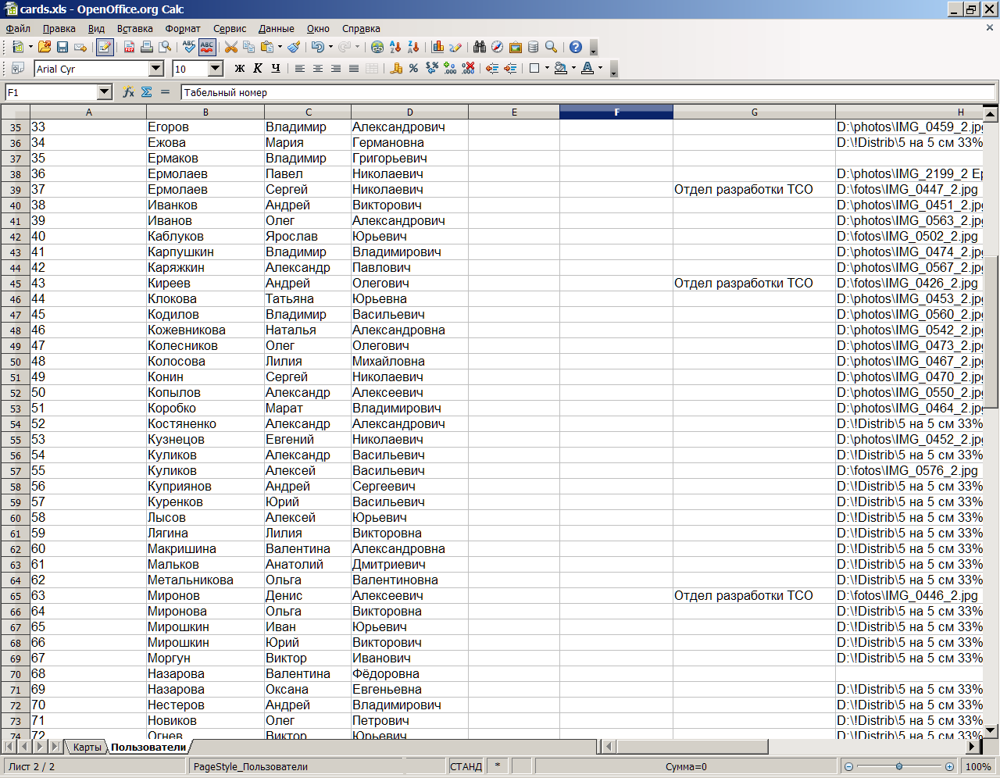 cards.xls - OpenOffice.org Calc
Файл Правка Вид Вставка Формат Сервис Данные Окно Справка
Arial Cyr 10 Ж К Ч
F1 Табельный номер
A B C D E F G H
35 33 Егоров Владимир Александрович D:\photos\IMG_0459_2.jpg
36 34 Ежова Мария Германовна D:\!Distrib\5 на 5 см 33%
37 35 Ермаков Владимир Григорьевич
38 36 Ермолаев Павел Николаевич D:\photos\IMG_2199_2 Ер
39 37 Ермолаев Сергей Николаевич Отдел разработки ТСО D:\fotos\IMG_0447_2.jpg
40 38 Иванков Андрей Викторович D:\photos\IMG_0451_2.jpg
41 39 Иванов Олег Александрович D:\photos\IMG_0563_2.jpg
42 40 Каблуков Ярослав Юрьевич D:\fotos\IMG_0502_2.jpg
43 41 Карпушкин Владимир Владимирович D:\photos\IMG_0474_2.jpg
44 42 Каряжкин Александр Павлович D:\photos\IMG_0567_2.jpg
45 43 Киреев Андрей Олегович Отдел разработки ТСО D:\fotos\IMG_0426_2.jpg
46 44 Клокова Татьяна Юрьевна D:\photos\IMG_0453_2.jpg
47 45 Кодилов Владимир Васильевич D:\photos\IMG_0560_2.jpg
48 46 Кожевникова Наталья Александровна D:\photos\IMG_0542_2.jpg
49 47 Колесников Олег Олегович D:\photos\IMG_0473_2.jpg
50 48 Колосова Лилия Михайловна D:\photos\IMG_0467_2.jpg
51 49 Конин Сергей Николаевич D:\photos\IMG_0470_2.jpg
52 50 Копылов Александр Алексеевич D:\photos\IMG_0550_2.jpg
53 51 Коробко Марат Владимирович D:\photos\IMG_0464_2.jpg
54 52 Костяненко Александр Александрович D:\!Distrib\5 на 5 см 33%
55 53 Кузнецов Евгений Николаевич D:\photos\IMG_0452_2.jpg
56 54 Куликов Александр Васильевич D:\!Distrib\5 на 5 см 33%
57 55 Куликов Алексей Васильевич D:\fotos\IMG_0576_2.jpg
58 56 Куприянов Андрей Сергеевич D:\!Distrib\5 на 5 см 33%
59 57 Куренков Юрий Васильевич D:\!Distrib\5 на 5 см 33%
60 58 Лысов Алексей Юрьевич D:\!Distrib\5 на 5 см 33%
61 59 Лягина Лилия Викторовна D:\!Distrib\5 на 5 см 33%
62 60 Макришина Валентина Александровна D:\!Distrib\5 на 5 см 33%
63 61 Мальков Анатолий Дмитриевич D:\!Distrib\5 на 5 см 33%
64 62 Метальникова Ольга Валентиновна D:\!Distrib\5 на 5 см 33%
65 63 Миронов Денис Алексеевич Отдел разработки ТСО D:\fotos\IMG_0446_2.jpg
66 64 Миронова Ольга Викторовна D:\!Distrib\5 на 5 см 33%
67 65 Мирошкин Иван Юрьевич D:\!Distrib\5 на 5 см 33%
68 66 Мирошкин Юрий Викторович D:\!Distrib\5 на 5 см 33%
69 67 Моргун Виктор Иванович D:\!Distrib\5 на 5 см 33%
70 68 Назарова Валентина Фёдоровна
71 69 Назарова Оксана Евгеньевна D:\!Distrib\5 на 5 см 33%
72 70 Нестеров Андрей Владимирович D:\!Distrib\5 на 5 см 33%
73 71 Новиков Олег Петрович D:\!Distrib\5 на 5 см 33%
74 72 Огнев Виктор Юрьевич D:\!Distrib\5 на 5 см 33%
Карты Пользователи
Лист 2 / 2 PageStyle_Пользователи СТАНД * Сумма=0 100%